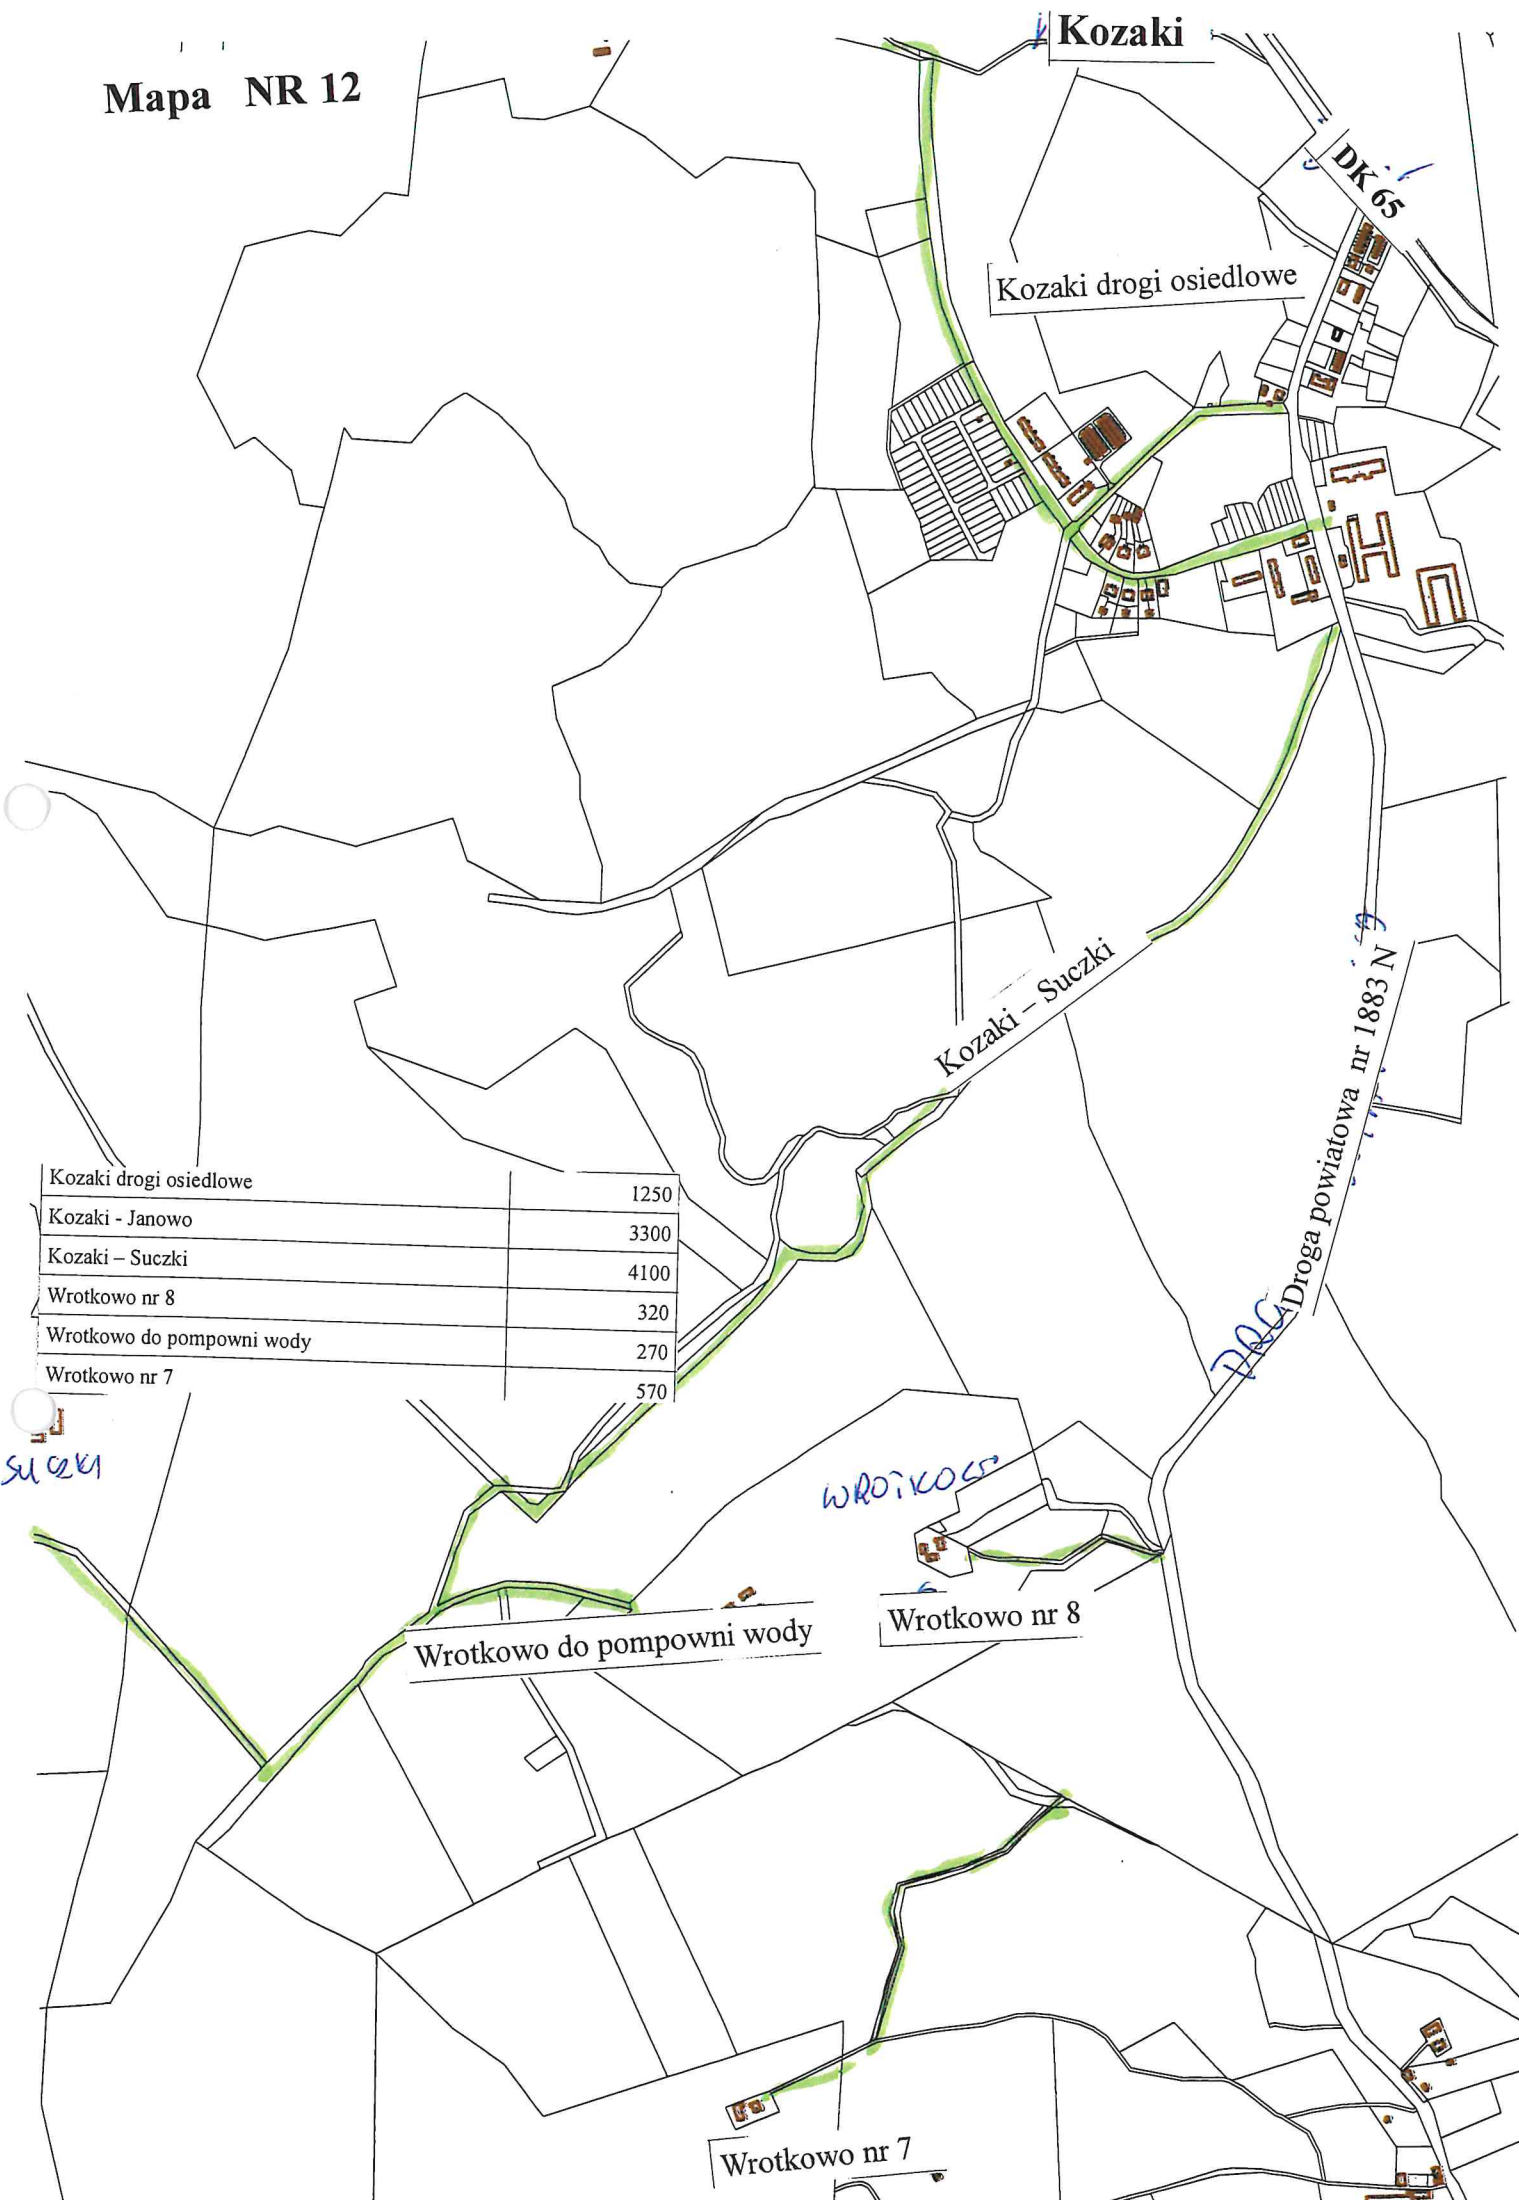 Kozaki
Mapa NR 12
DK 65
Kozaki drogi osiedlowe
Kozaki – Suczki
Droga powiatowa nr 1883 N
Kozaki drogi osiedlowe 1250
Kozaki - Janowo 3300
Kozaki – Suczki 4100
Wrotkowo nr 8 320
Wrotkowo do pompowni wody 270
Wrotkowo nr 7 570
Wrotkowo nr 8
Wrotkowo do pompowni wody
Wrotkowo nr 7